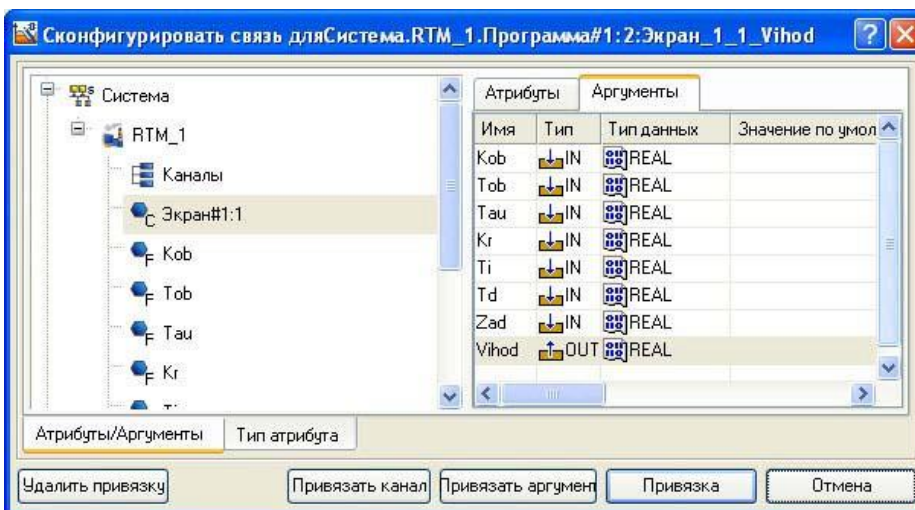 Сконфигурировать связь дляСистема.RTM_1.Программа#1:2:Экран_1_1_Vihod
Система
RTM_1
Каналы
Экран#1:1
Kob
Tob
Tau
Kr
Атрибуты/Аргументы Тип атрибута
Атрибуты Аргументы
Имя Тип Тип данных Значение по умол
Kob IN REAL
Tob IN REAL
Tau IN REAL
Kr IN REAL
Ti IN REAL
Td IN REAL
Zad IN REAL
Vihod OUT REAL
Удалить привязку Привязать канал Привязать аргумент Привязка Отмена